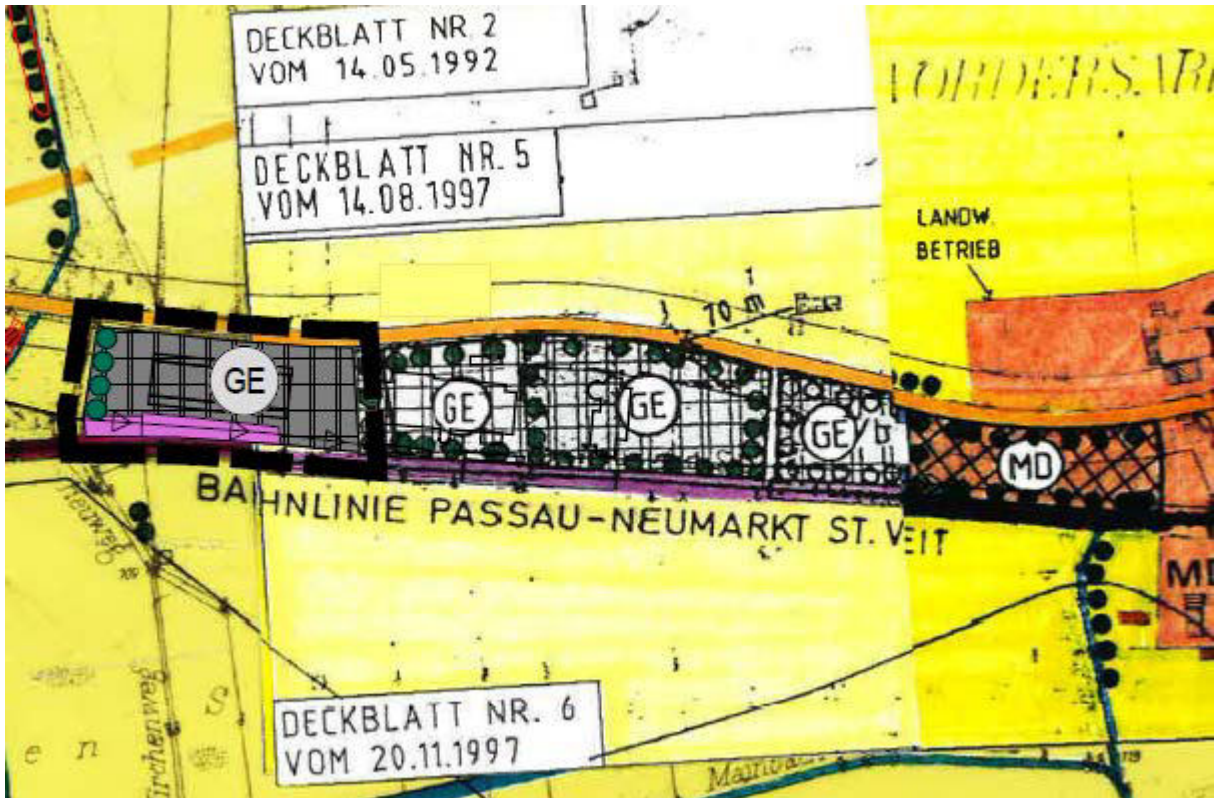 DECKBLATT NR. 2
VOM 14.05.1992
DECKBLATT NR. 5
VOM 14.08.1997
LANDW.
BETRIEB
70 m
GE
GE
GE
GE
MD
BAHNLINIE PASSAU-NEUMARKT ST. VEIT
MD
S
DECKBLATT NR. 6
VOM 20.11.1997
e n
Kirchenweg